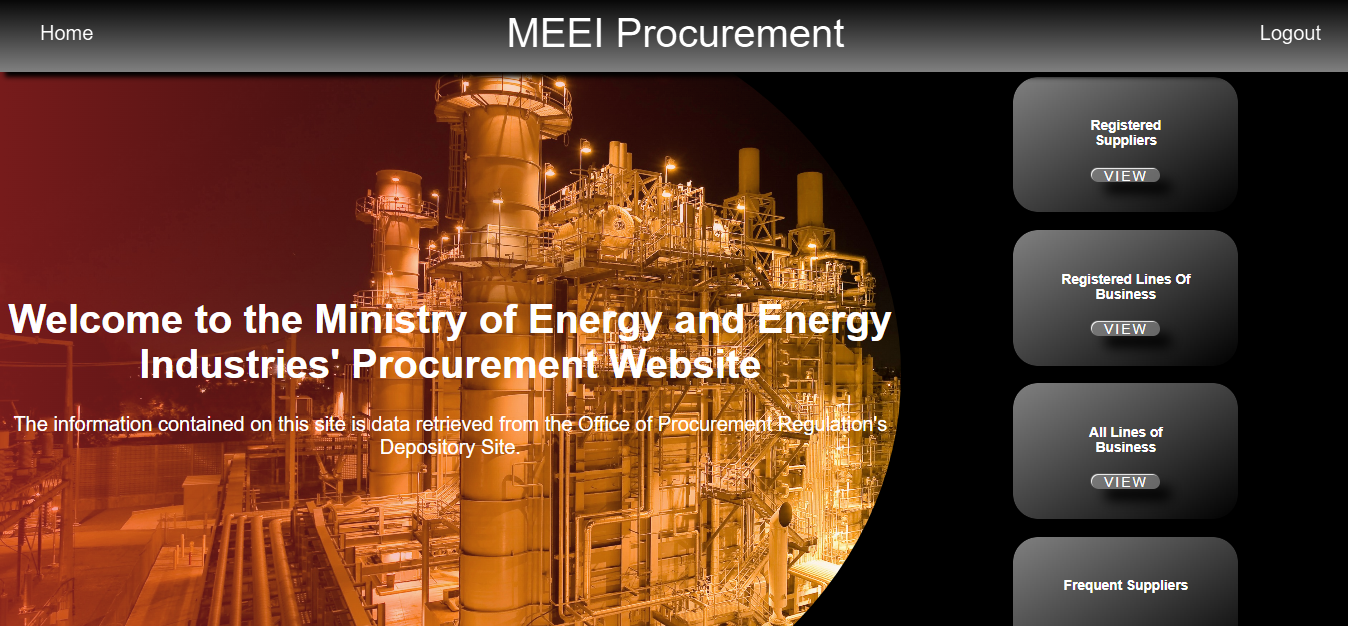 Home
MEEI Procurement
Logout
Welcome to the Ministry of Energy and Energy
Industries' Procurement Website
The information contained on this site is data retrieved from the Office of Procurement Regulation's
Depository Site.
Registered
Suppliers
VIEW
Registered Lines Of
Business
VIEW
All Lines of
Business
VIEW
Frequent Suppliers